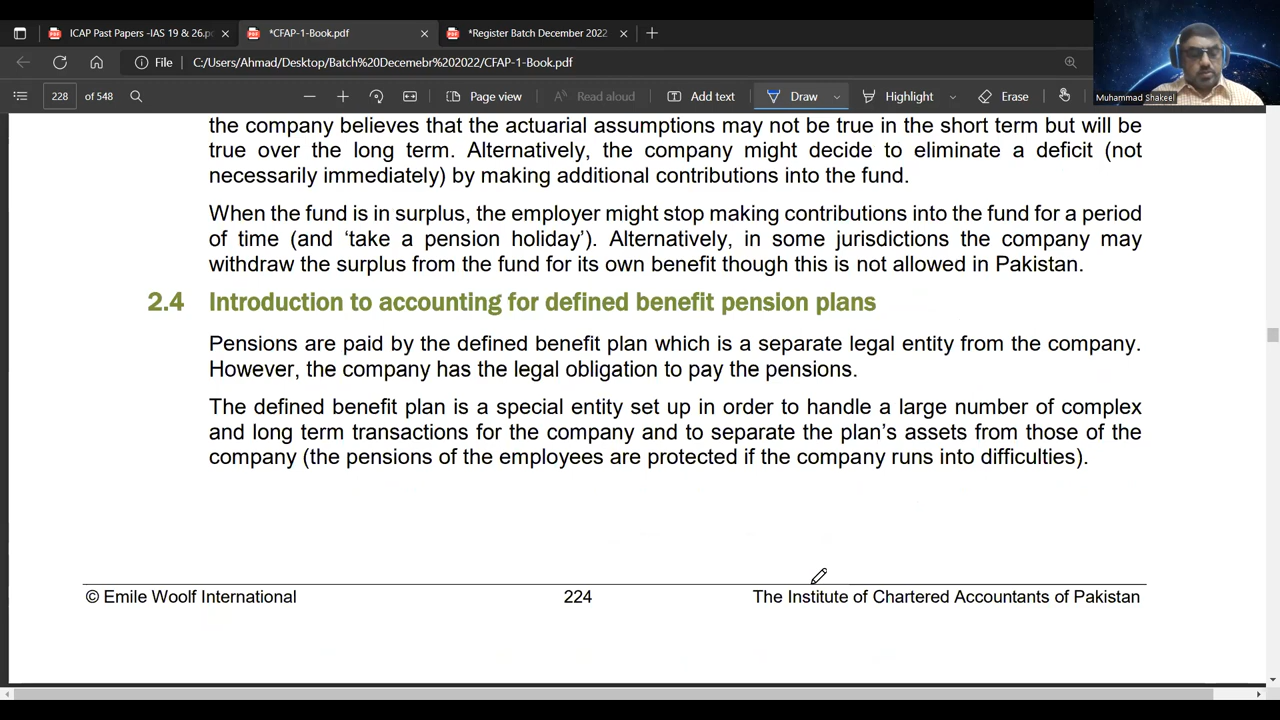 ICAP Past Papers -IAS 19 & 26.p
*CFAP-1-Book.pdf
*Register Batch December 2022
File
C:/Users/Ahmad/Desktop/Batch%20Decemebr%202022/CFAP-1-Book.pdf
228 of 548
Page view
Read aloud
Add text
Draw
Highlight
Erase
Muhammad Shakeel
the company believes that the actuarial assumptions may not be true in the short term but will be
true over the long term. Alternatively, the company might decide to eliminate a deficit (not
necessarily immediately) by making additional contributions into the fund.
When the fund is in surplus, the employer might stop making contributions into the fund for a period
of time (and ‘take a pension holiday’). Alternatively, in some jurisdictions the company may
withdraw the surplus from the fund for its own benefit though this is not allowed in Pakistan.
2.4 Introduction to accounting for defined benefit pension plans
Pensions are paid by the defined benefit plan which is a separate legal entity from the company.
However, the company has the legal obligation to pay the pensions.
The defined benefit plan is a special entity set up in order to handle a large number of complex
and long term transactions for the company and to separate the plan’s assets from those of the
company (the pensions of the employees are protected if the company runs into difficulties).
© Emile Woolf International
224
The Institute of Chartered Accountants of Pakistan